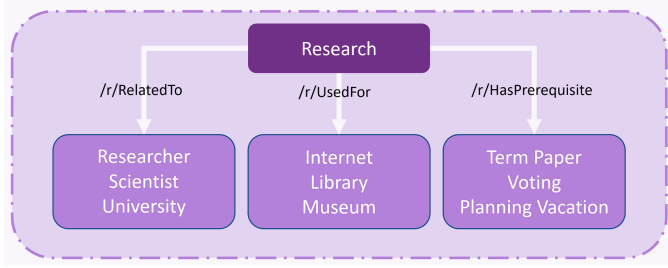 Research
/r/RelatedTo
/r/UsedFor
/r/HasPrerequisite
Researcher
Scientist
University
Internet
Library
Museum
Term Paper
Voting
Planning Vacation